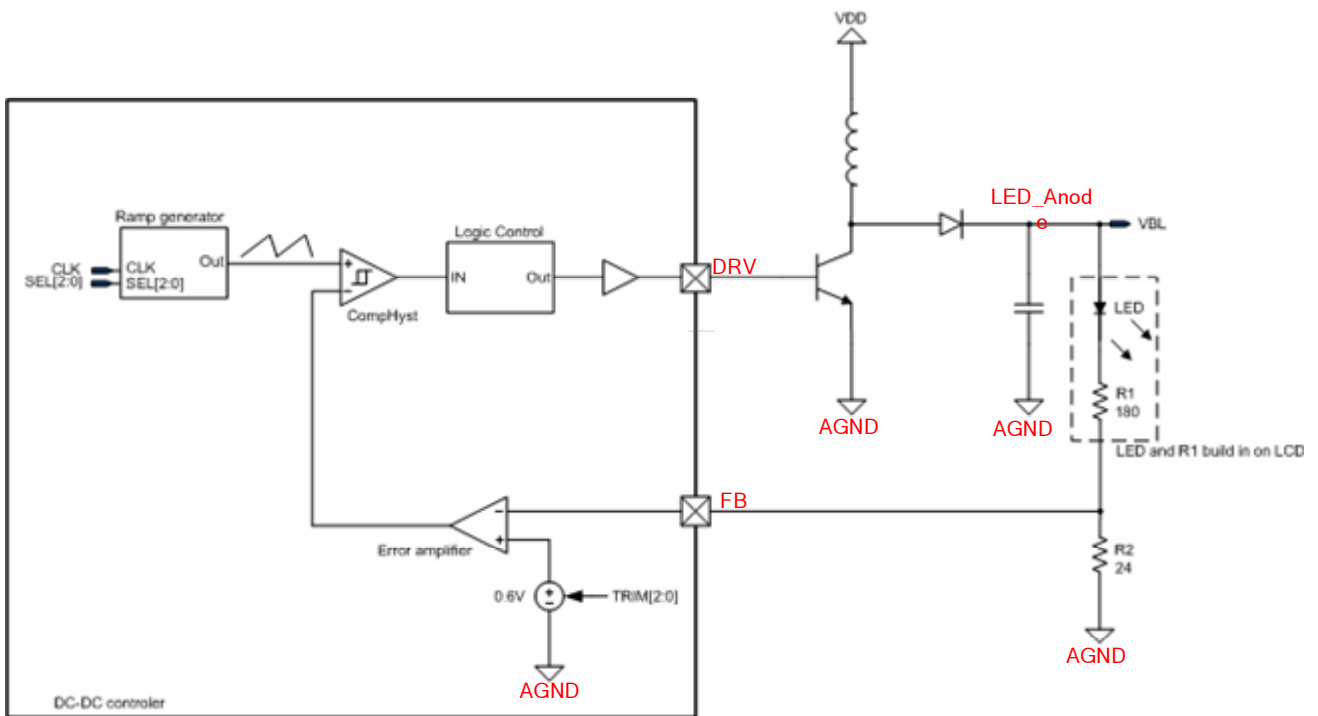 VDD
LED_Anod
VBL
Ramp generator
Out
CLK
CLK
SEL[2:0]
SEL[2:0]
+
−
CompHyst
Logic Control
IN
Out
DRV
LED
R1
180
AGND
AGND
LED and R1 build in on LCD
FB
−
+
Error amplifier
R2
24
0.6V
+
−
TRIM[2:0]
AGND
AGND
DC-DC controler